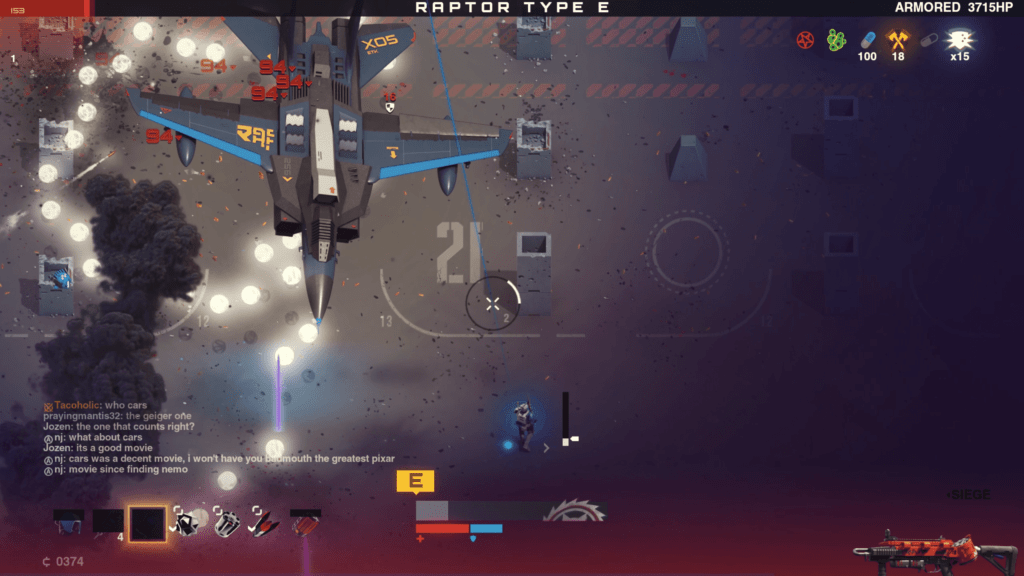 153
RAPTOR TYPE E
ARMORED 3715HP
1
100
18
x15
XOS
94
94
94
94
94
21
12
13
2
Tacoholic: who cars
prayingmantis32: the geiger one
Jozen: the one that counts right?
nj: what about cars
Jozen: its a good movie
nj: cars was a decent movie, i won't have you badmouth the greatest pixar
nj: movie since finding nemo
E
+SIEGE
4
¢ 0374